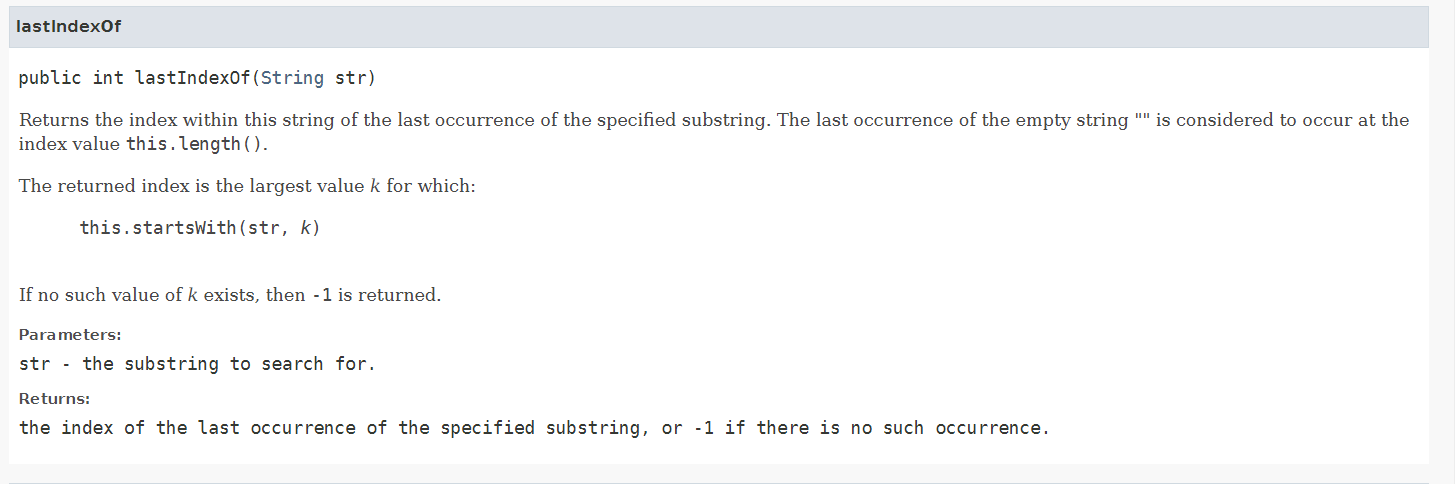 lastIndexOf
public int lastIndexOf(String str)
Returns the index within this string of the last occurrence of the specified substring. The last occurrence of the empty string "" is considered to occur at the
index value this.length().
The returned index is the largest value k for which:
this.startsWith(str, k)
If no such value of k exists, then -1 is returned.
Parameters:
str - the substring to search for.
Returns:
the index of the last occurrence of the specified substring, or -1 if there is no such occurrence.